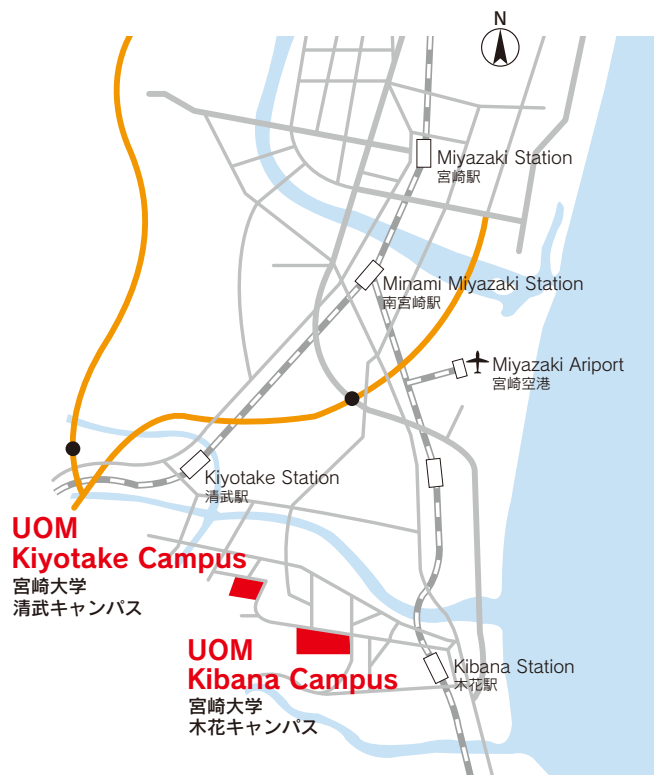 N
Miyazaki Station
宮崎駅
Minami Miyazaki Station
南宮崎駅
Miyazaki Ariport
宮崎空港
Kiyotake Station
清武駅
UOM
Kiyotake Campus
宮崎大学
清武キャンパス
UOM
Kibana Campus
宮崎大学
木花キャンパス
Kibana Station
木花駅